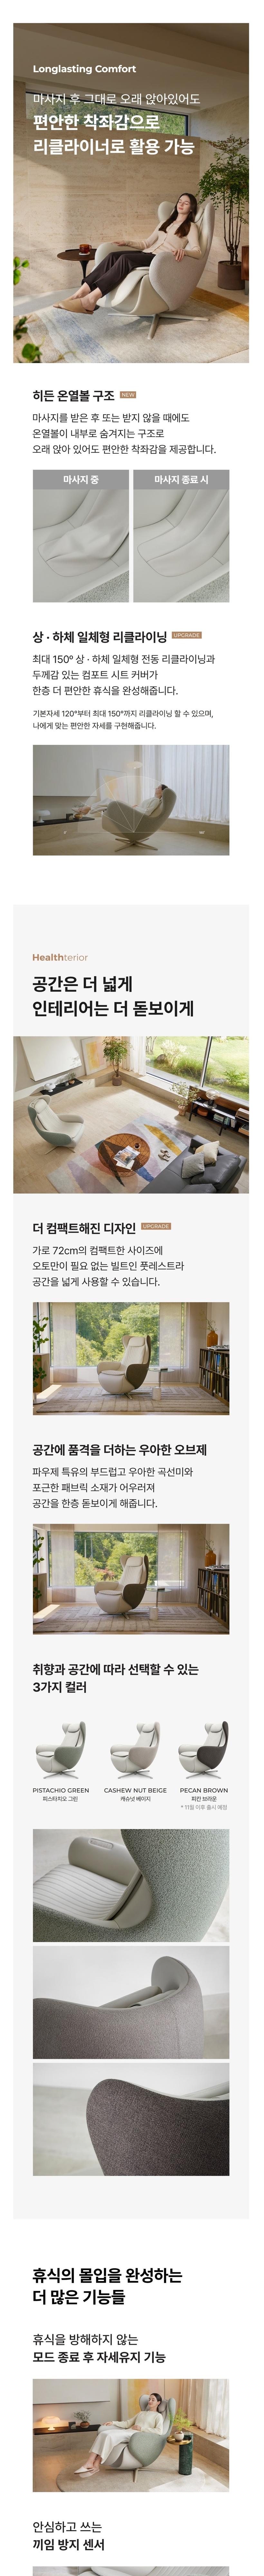 Longlasting Comfort
마사지 후 그대로 오래 앉아있어도
편안한 착좌감으로
리클라이너로 활용 가능
히든 온열볼 구조 NEW
마사지를 받은 후 또는 받지 않을 때에도
온열볼이 내부로 숨겨지는 구조로
오래 앉아 있어도 편안한 착좌감을 제공합니다.
마사지 중
마사지 종료 시
상 · 하체 일체형 리클라이닝 UPGRADE
최대 150° 상 · 하체 일체형 전동 리클라이닝과
두께감 있는 컴포트 시트 커버가
한층 더 편안한 휴식을 완성해줍니다.
기본자세 120°부터 최대 150°까지 리클라이닝 할 수 있으며,
나에게 맞는 편안한 자세를 구현해줍니다.
Healthterior
공간은 더 넓게
인테리어는 더 돋보이게
더 컴팩트해진 디자인 UPGRADE
가로 72cm의 컴팩트한 사이즈에
오토만이 필요 없는 빌트인 풋레스트라
공간을 넓게 사용할 수 있습니다.
공간에 품격을 더하는 우아한 오브제
파우제 특유의 부드럽고 우아한 곡선미와
포근한 패브릭 소재가 어우러져
공간을 한층 돋보이게 해줍니다.
취향과 공간에 따라 선택할 수 있는
3가지 컬러
PISTACHIO GREEN
피스타치오 그린
CASHEW NUT BEIGE
캐슈넛 베이지
PECAN BROWN
피칸 브라운
* 11월 이후 출시 예정
휴식의 몰입을 완성하는
더 많은 기능들
휴식을 방해하지 않는
모드 종료 후 자세유지 기능
안심하고 쓰는
끼임 방지 센서